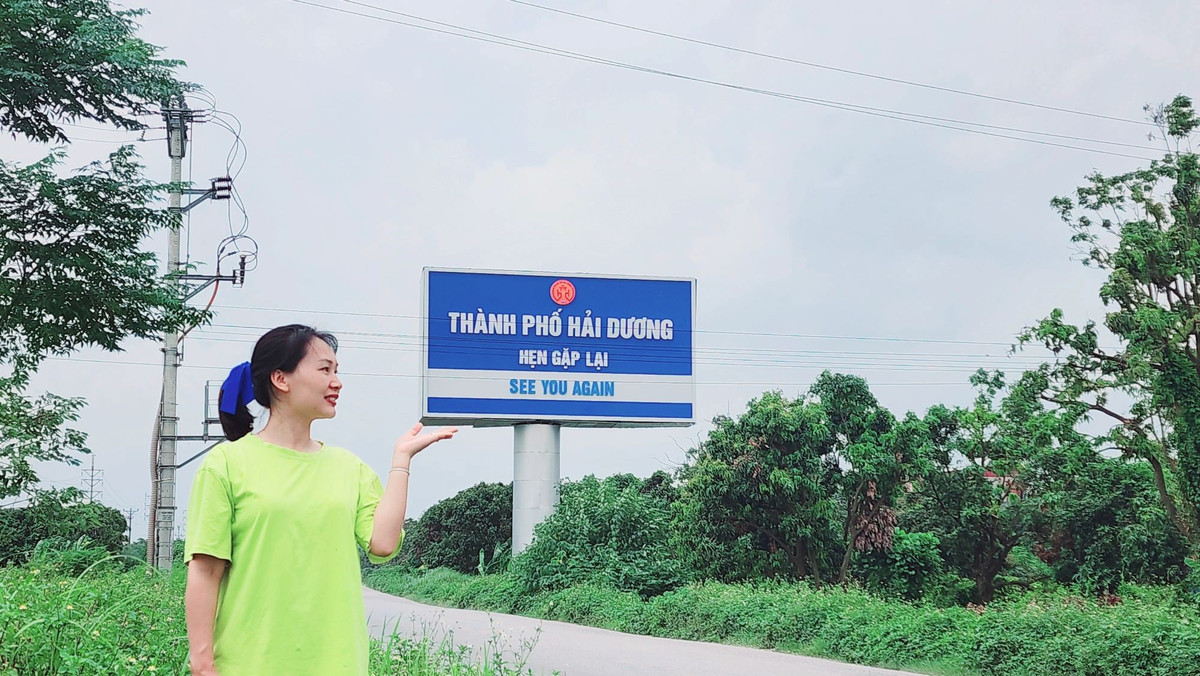 THÀNH PHỐ HẢI DƯƠNG
HẸN GẶP LẠI
SEE YOU AGAIN